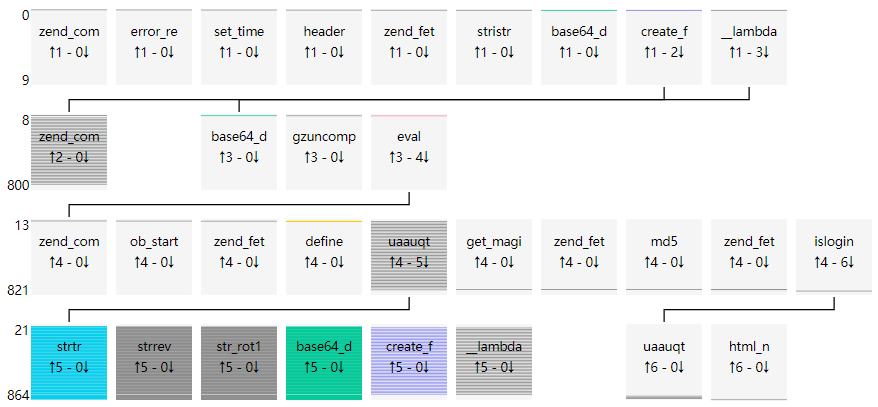 0
zend_com error_re set_time header zend_fet stristr base64_d create_f __lambda
↑1 - 0↓ ↑1 - 0↓ ↑1 - 0↓ ↑1 - 0↓ ↑1 - 0↓ ↑1 - 0↓ ↑1 - 0↓ ↑1 - 2↓ ↑1 - 3↓
9
8
zend_com base64_d gzuncomp eval
↑2 - 0↓ ↑3 - 0↓ ↑3 - 0↓ ↑3 - 4↓
800
13
zend_com ob_start zend_fet define uaauqt get_magi zend_fet md5 zend_fet islogin
↑4 - 0↓ ↑4 - 0↓ ↑4 - 0↓ ↑4 - 0↓ ↑4 - 5↓ ↑4 - 0↓ ↑4 - 0↓ ↑4 - 0↓ ↑4 - 0↓ ↑4 - 6↓
821
21
strtr strrev str_rot1 base64_d create_f __lambda uaauqt html_n
↑5 - 0↓ ↑5 - 0↓ ↑5 - 0↓ ↑5 - 0↓ ↑5 - 0↓ ↑5 - 0↓ ↑6 - 0↓ ↑6 - 0↓
864